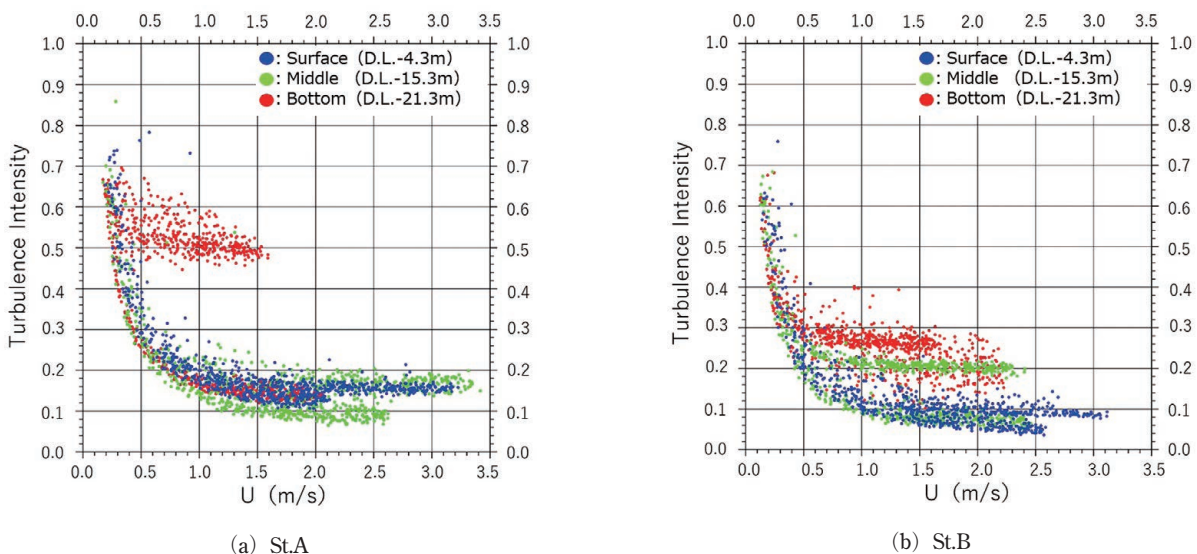 0.0 0.5 1.0 1.5 2.0 2.5 3.0 3.5
1.0 1.0
●: Surface (D.L.-4.3m)
0.9 0.9
●: Middle (D.L.-15.3m)
●: Bottom (D.L.-21.3m)
0.8 0.8
0.7 0.7
0.6 0.6
0.5 0.5
0.4 0.4
0.3 0.3
0.2 0.2
0.1 0.1
0.0 0.0
Turbulence Intensity
0.0 0.5 1.0 1.5 2.0 2.5 3.0 3.5
U (m/s)
(a) St.A
0.0 0.5 1.0 1.5 2.0 2.5 3.0 3.5
1.0 1.0
●: Surface (D.L.-4.3m)
0.9 0.9
●: Middle (D.L.-15.3m)
●: Bottom (D.L.-21.3m)
0.8 0.8
0.7 0.7
0.6 0.6
0.5 0.5
0.4 0.4
0.3 0.3
0.2 0.2
0.1 0.1
0.0 0.0
Turbulence Intensity
0.0 0.5 1.0 1.5 2.0 2.5 3.0 3.5
U (m/s)
(b) St.B